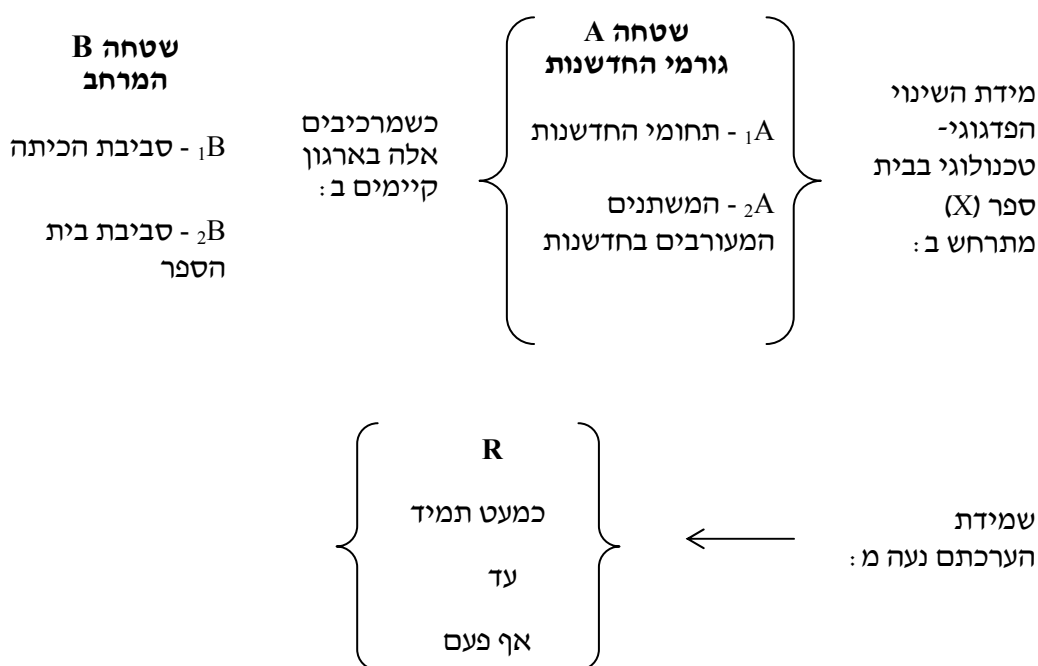 מידת השינוי
הפדגוגי-
טכנולוגי בבית
ספר (X)
מתרחש ב:
שטחה A
גורמי החדשנות
A1 - תחומי החדשנות
A2 - המשתנים
המעורבים בחדשנות
כשמרכיבים
אלה בארגון
קיימים ב:
שטחה B
המרחב
B1 - סביבת הכיתה
B2 - סביבת בית
הספר
שמידת
הערכתם נעה מ:
R
כמעט תמיד
עד
אף פעם